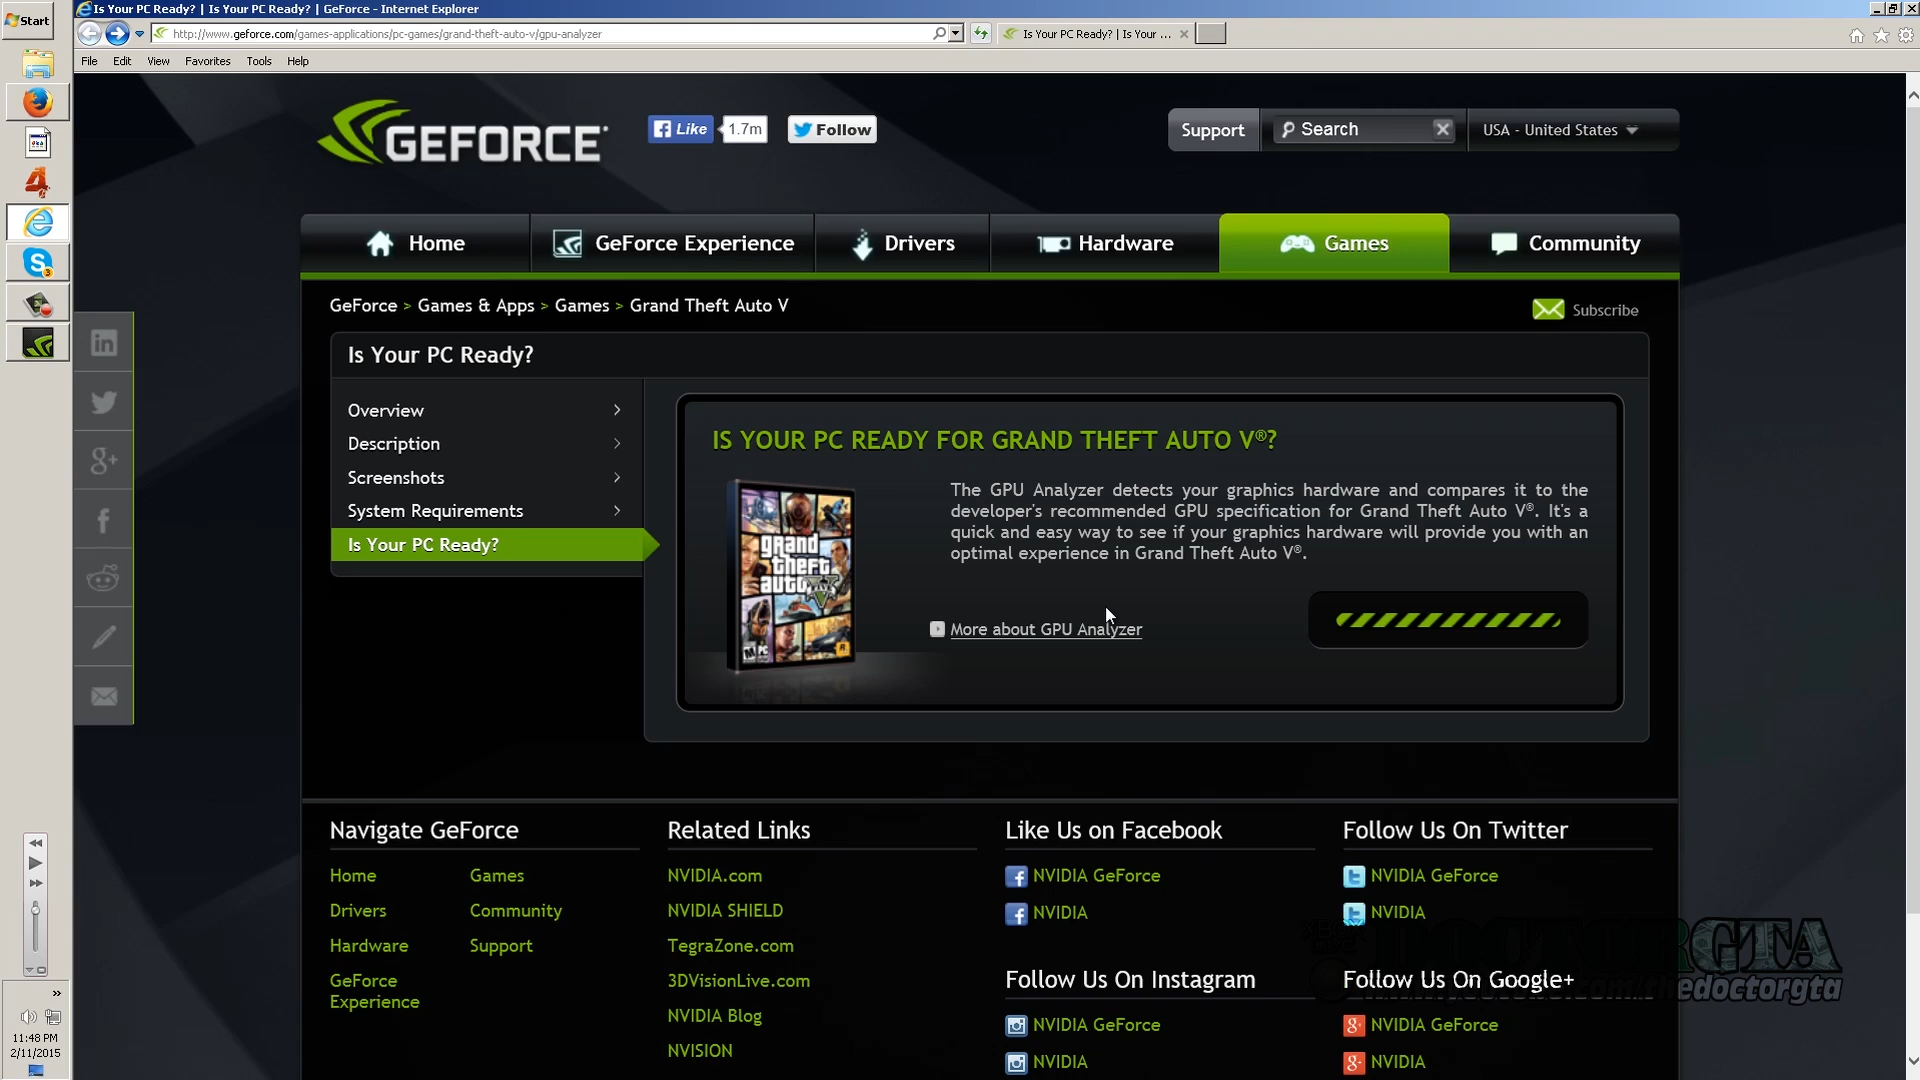 Start
Is Your PC Ready? | Is Your PC Ready? | GeForce - Internet Explorer
http://www.geforce.com/games-applications/pc-games/grand-theft-auto-v/gpu-analyzer
Is Your PC Ready? | Is Your ...
File Edit View Favorites Tools Help
GEFORCE
Like 1.7m Follow
Support Search USA - United States
Home GeForce Experience Drivers Hardware Games Community
GeForce > Games & Apps > Games > Grand Theft Auto V
Subscribe
Is Your PC Ready?
Overview
Description
Screenshots
System Requirements
Is Your PC Ready?
IS YOUR PC READY FOR GRAND THEFT AUTO V®?
The GPU Analyzer detects your graphics hardware and compares it to the
developer's recommended GPU specification for Grand Theft Auto V®. It's a
quick and easy way to see if your graphics hardware will provide you with an
optimal experience in Grand Theft Auto V®.
grand
theft
auto V
More about GPU Analyzer
Navigate GeForce
Home
Drivers
Hardware
GeForce
Experience
Games
Community
Support
Related Links
NVIDIA.com
NVIDIA SHIELD
TegraZone.com
3DVisionLive.com
NVIDIA Blog
NVISION
Like Us on Facebook
NVIDIA GeForce
NVIDIA
Follow Us On Twitter
NVIDIA GeForce
NVIDIA
Follow Us On Instagram
NVIDIA GeForce
NVIDIA
Follow Us On Google+
NVIDIA GeForce
NVIDIA
DOCTORGTA
11:48 PM
2/11/2015